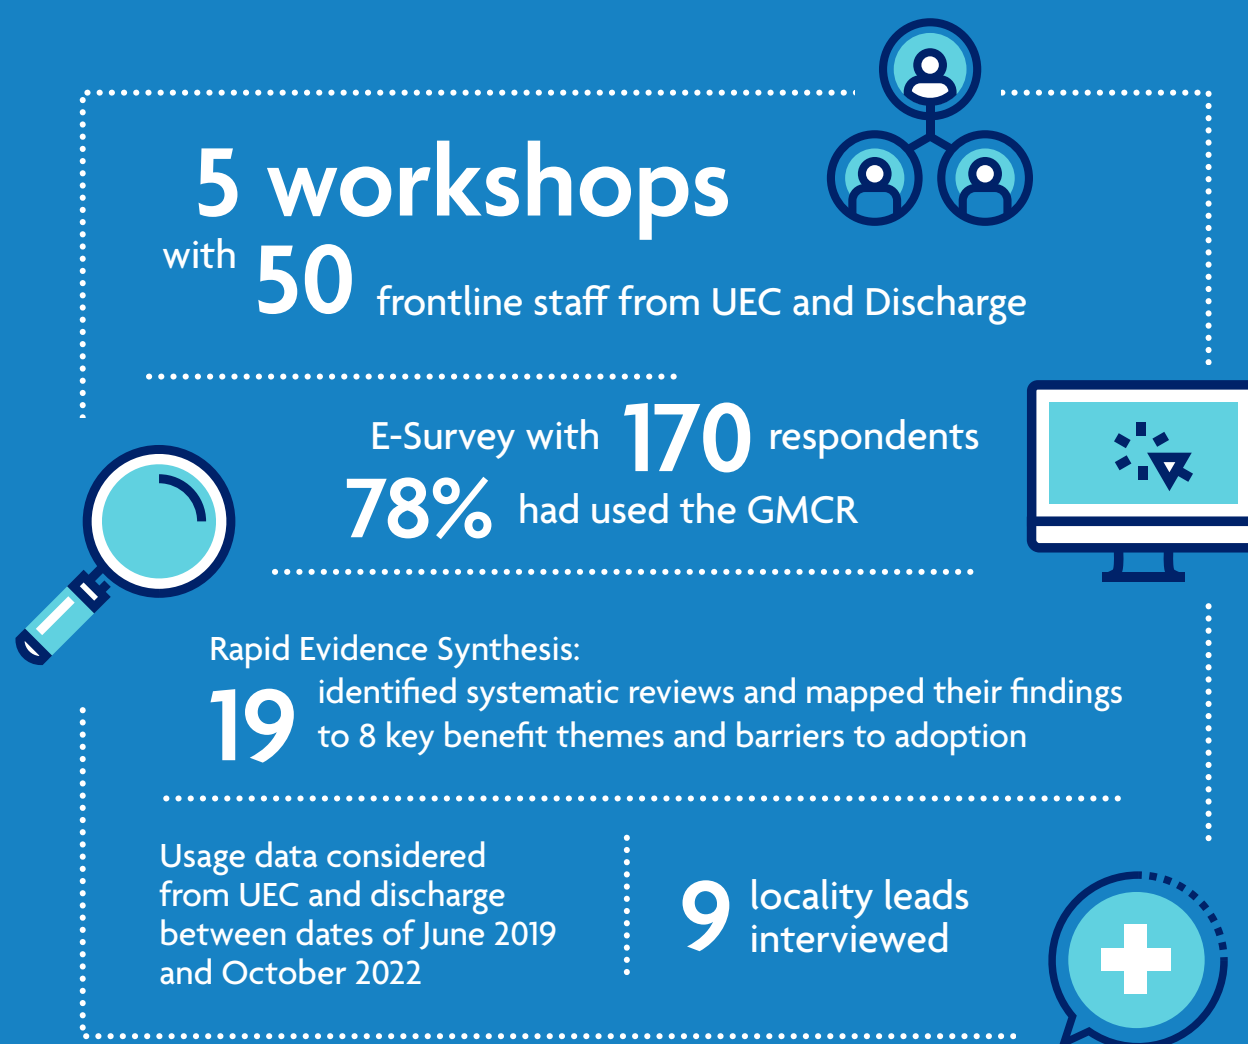 5 workshops
with 50 frontline staff from UEC and Discharge
E-Survey with 170 respondents
78% had used the GMCR
Rapid Evidence Synthesis:
19 identified systematic reviews and mapped their findings
to 8 key benefit themes and barriers to adoption
Usage data considered
from UEC and discharge
between dates of June 2019
and October 2022
9 locality leads
interviewed